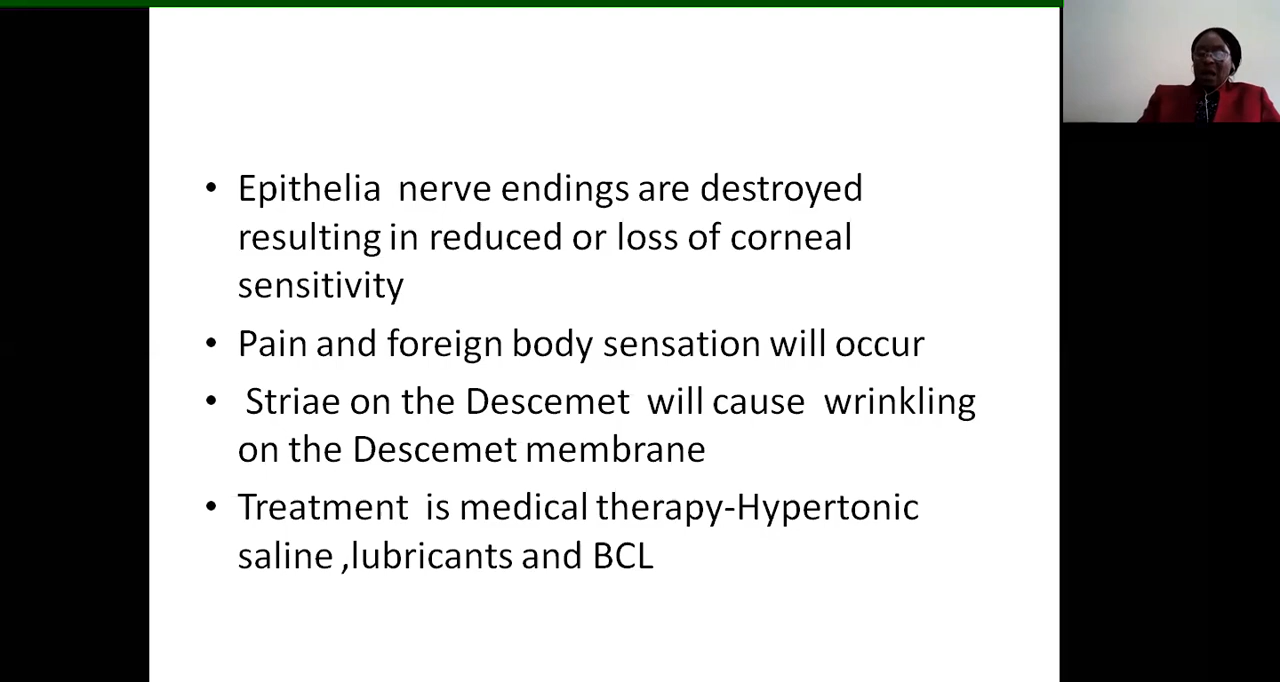 • Epithelia nerve endings are destroyed
resulting in reduced or loss of corneal
sensitivity
• Pain and foreign body sensation will occur
• Striae on the Descemet will cause wrinkling
on the Descemet membrane
• Treatment is medical therapy-Hypertonic
saline ,lubricants and BCL